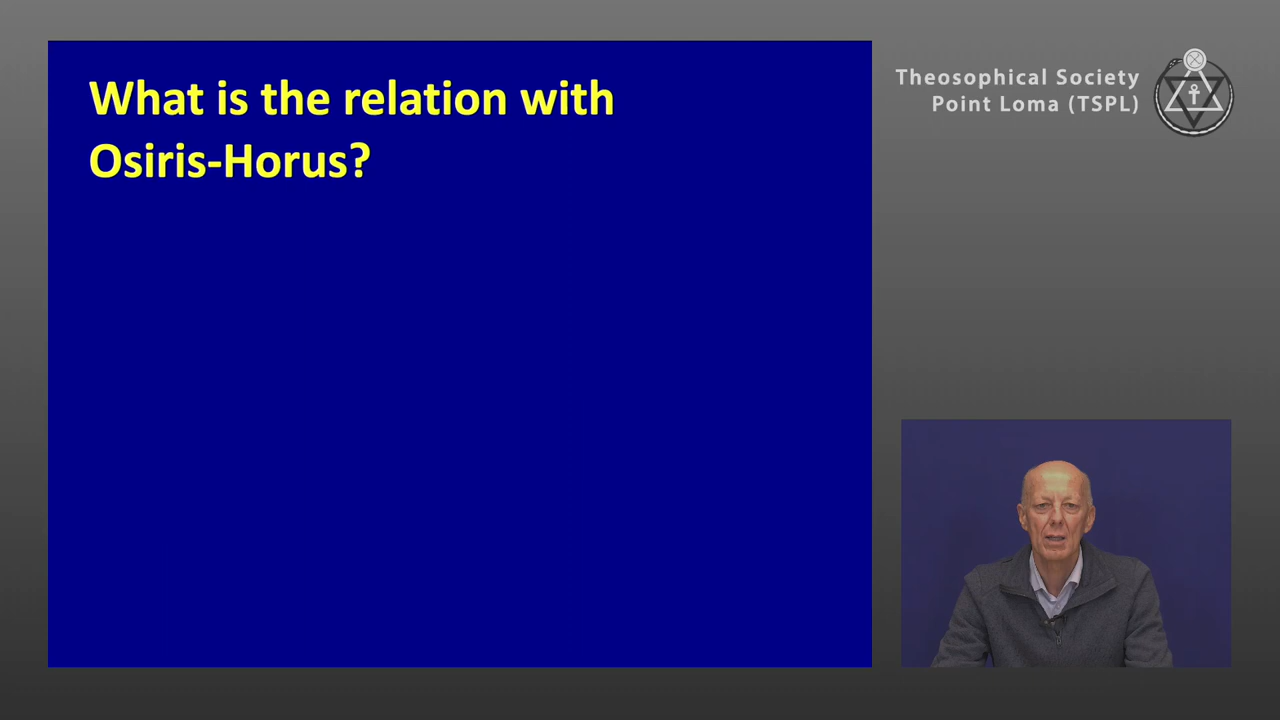 What is the relation with
Osiris-Horus?
Theosophical Society
Point Loma (TSPL)